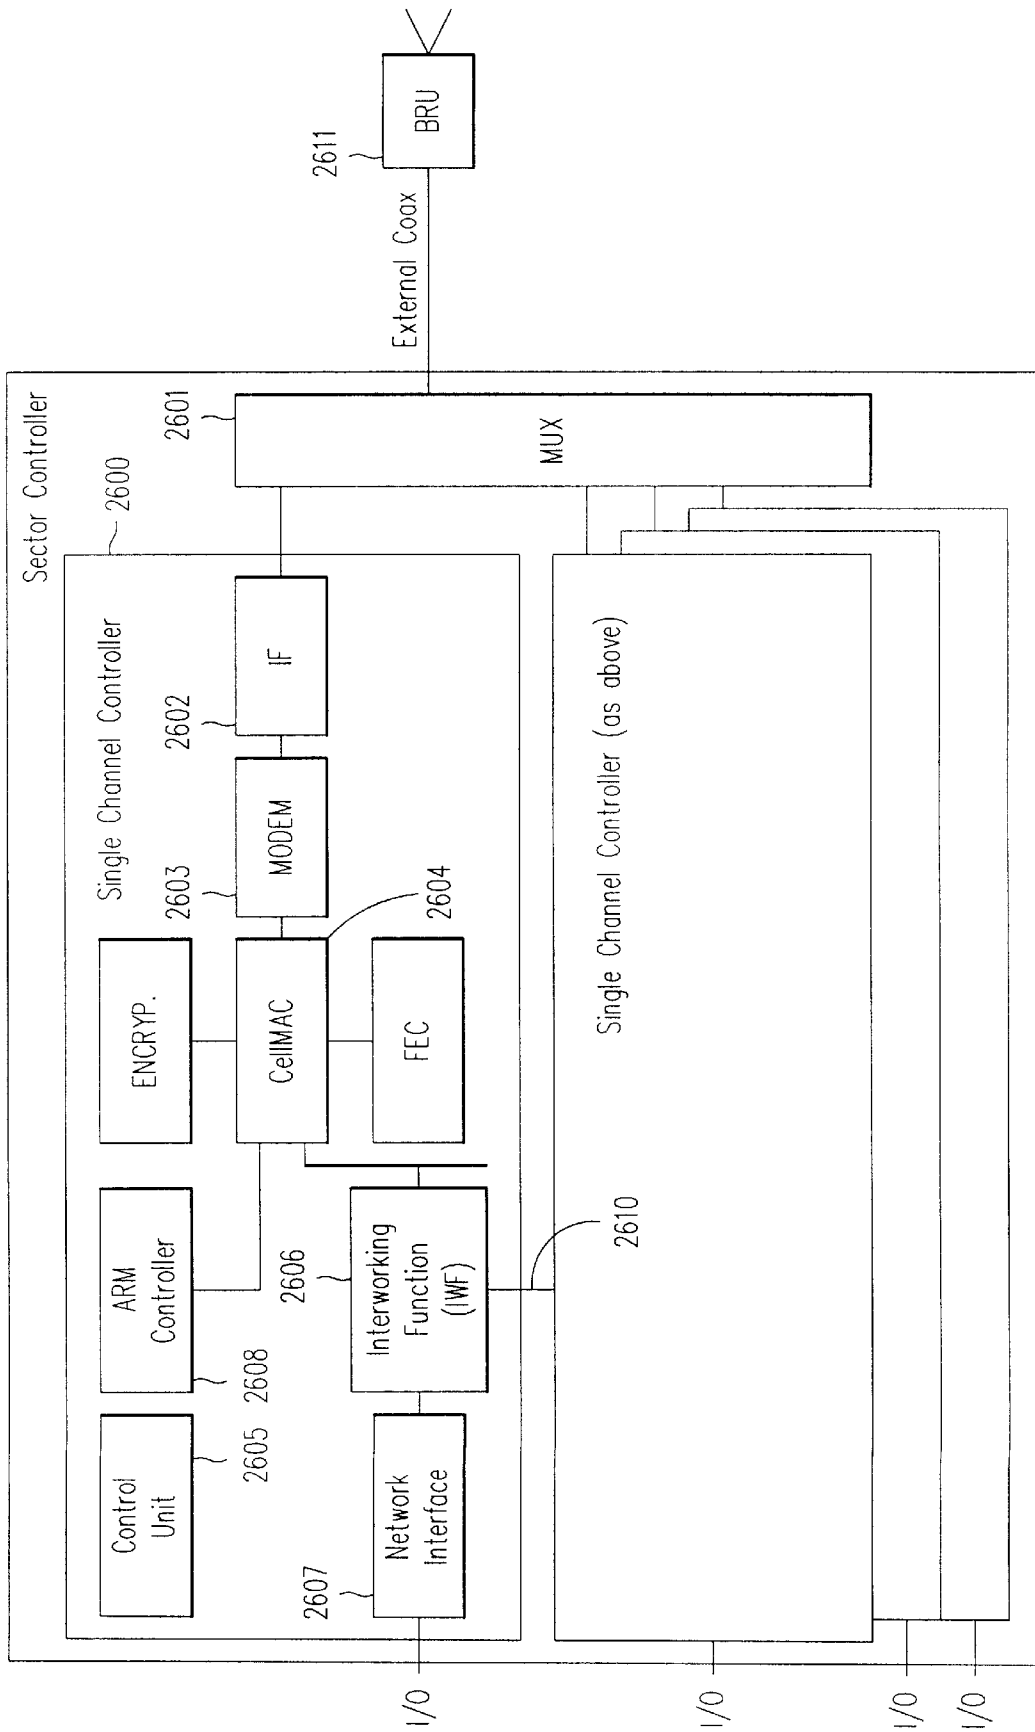 Sector Controller
2600
Single Channel Controller
Control
Unit
2605
ARM
Controller
2608
ENCRYP.
2603
2602
2601
CellMAC
2604
MODEM
IF
MUX
External Coax
2611
BRU
2607
Network
Interface
2606
Interworking
Function
(IWF)
FEC
2610
I/O
Single Channel Controller (as above)
I/O
I/O
I/O